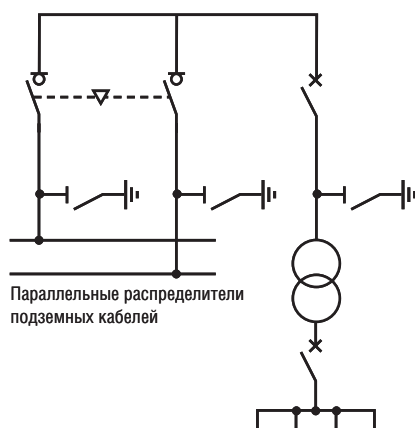 Параллельные распределители
подземных кабелей